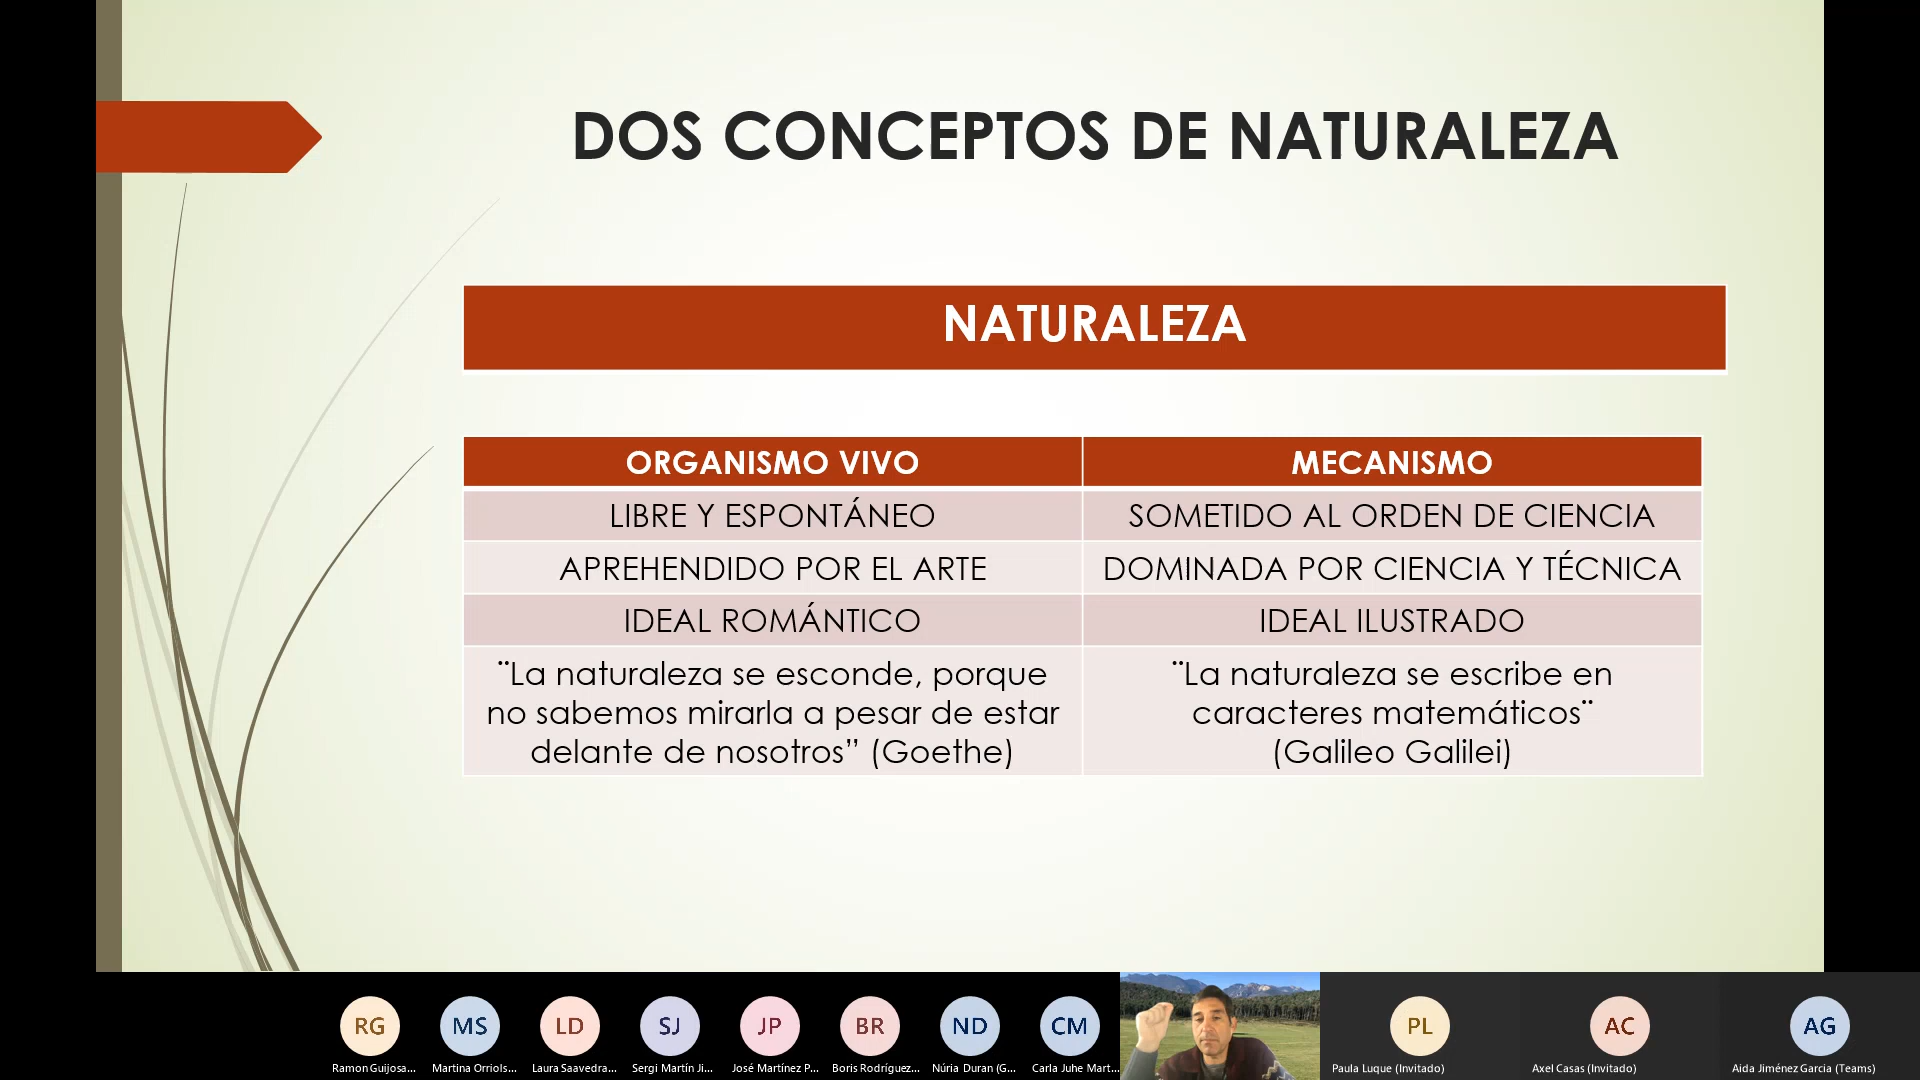 DOS CONCEPTOS DE NATURALEZA
NATURALEZA
ORGANISMO VIVO
MECANISMO
LIBRE Y ESPONTÁNEO
SOMETIDO AL ORDEN DE CIENCIA
APREHENDIDO POR EL ARTE
DOMINADA POR CIENCIA Y TÉCNICA
IDEAL ROMÁNTICO
IDEAL ILUSTRADO
¨La naturaleza se esconde, porque
no sabemos mirarla a pesar de estar
delante de nosotros” (Goethe)
¨La naturaleza se escribe en
caracteres matemáticos¨
(Galileo Galilei)
RG
MS
LD
SJ
JP
BR
ND
CM
PL
AC
AG
Ramon Guijosa...
Martina Orriols...
Laura Saavedra...
Sergi Martín Ji...
José Martínez P...
Boris Rodríguez...
Núria Duran (G...
Carla Juhe Mart...
Paula Luque (Invitado)
Axel Casas (Invitado)
Aida Jiménez Garcia (Teams)